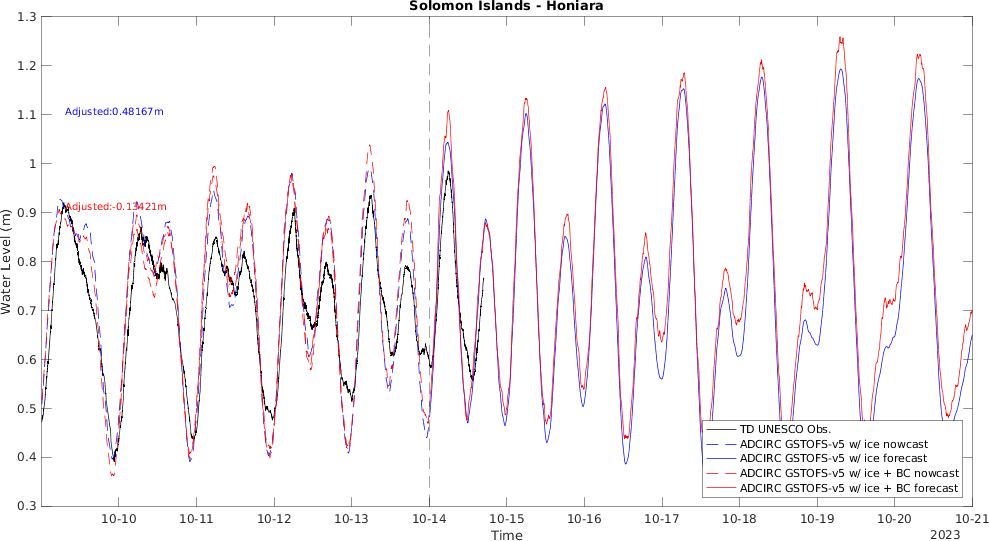 Solomon Islands - Honiara
1.3
1.2
1.1
1
0.9
0.8
0.7
0.6
0.5
0.4
0.3
Water Level (m)
Adjusted:0.48167m
Adjusted:-0.13421m
TD UNESCO Obs.
ADCIRC GSTOFS-v5 w/ ice nowcast
ADCIRC GSTOFS-v5 w/ ice forecast
ADCIRC GSTOFS-v5 w/ ice + BC nowcast
ADCIRC GSTOFS-v5 w/ ice + BC forecast
10-10 10-11 10-12 10-13 10-14 10-15 10-16 10-17 10-18 10-19 10-20 10-21
Time
2023